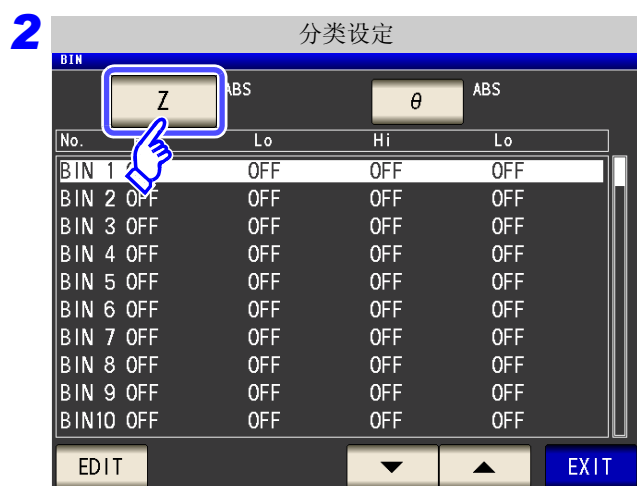 2
分类设定
BIN
Z ABS θ ABS
No. Lo Hi Lo
BIN 1 OFF OFF OFF
BIN 2 OFF OFF OFF OFF
BIN 3 OFF OFF OFF OFF
BIN 4 OFF OFF OFF OFF
BIN 5 OFF OFF OFF OFF
BIN 6 OFF OFF OFF OFF
BIN 7 OFF OFF OFF OFF
BIN 8 OFF OFF OFF OFF
BIN 9 OFF OFF OFF OFF
BIN10 OFF OFF OFF OFF
EDIT ▼ ▲ EXIT